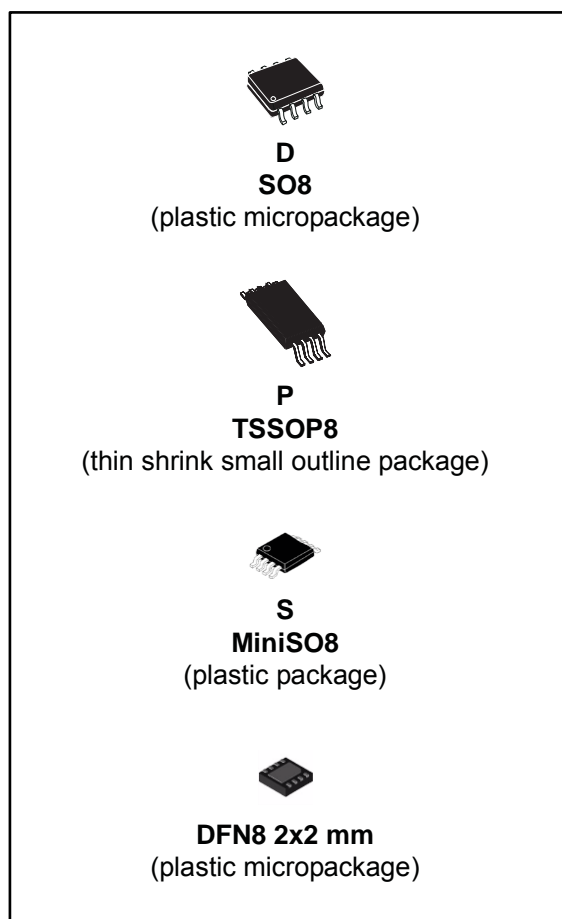 D
SO8
(plastic micropackage)
P
TSSOP8
(thin shrink small outline package)
S
MiniSO8
(plastic package)
DFN8 2x2 mm
(plastic micropackage)